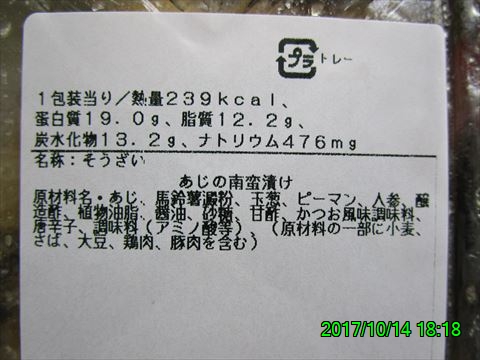 プラ トレー
1包装当り／熱量239kcal、
蛋白質19.0g、脂質12.2g、
炭水化物13.2g、ナトリウム476mg
名称：そうざい
あじの南蛮漬け
原材料名・あじ、馬鈴薯澱粉、玉葱、ピーマン、人参、醸
造酢、植物油脂、醤油、砂糖、甘酢、かつお風味調味料、
唐辛子、調味料（アミノ酸等）、（原材料の一部に小麦、
さば、大豆、鶏肉、豚肉を含む）
2017/10/14 18:18